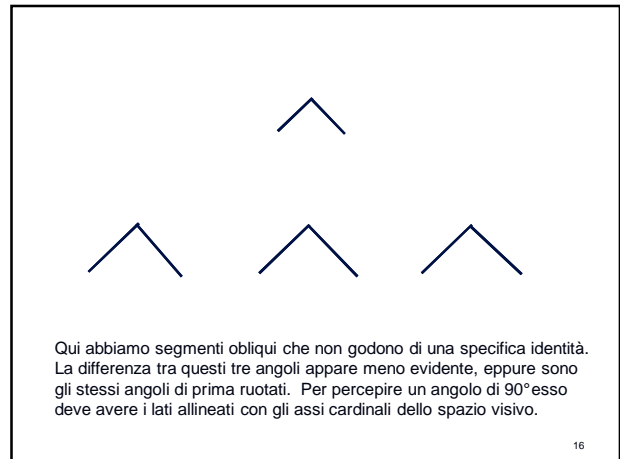 Qui abbiamo segmenti obliqui che non godono di una specifica identità.
La differenza tra questi tre angoli appare meno evidente, eppure sono
gli stessi angoli di prima ruotati. Per percepire un angolo di 90° esso
deve avere i lati allineati con gli assi cardinali dello spazio visivo.
16